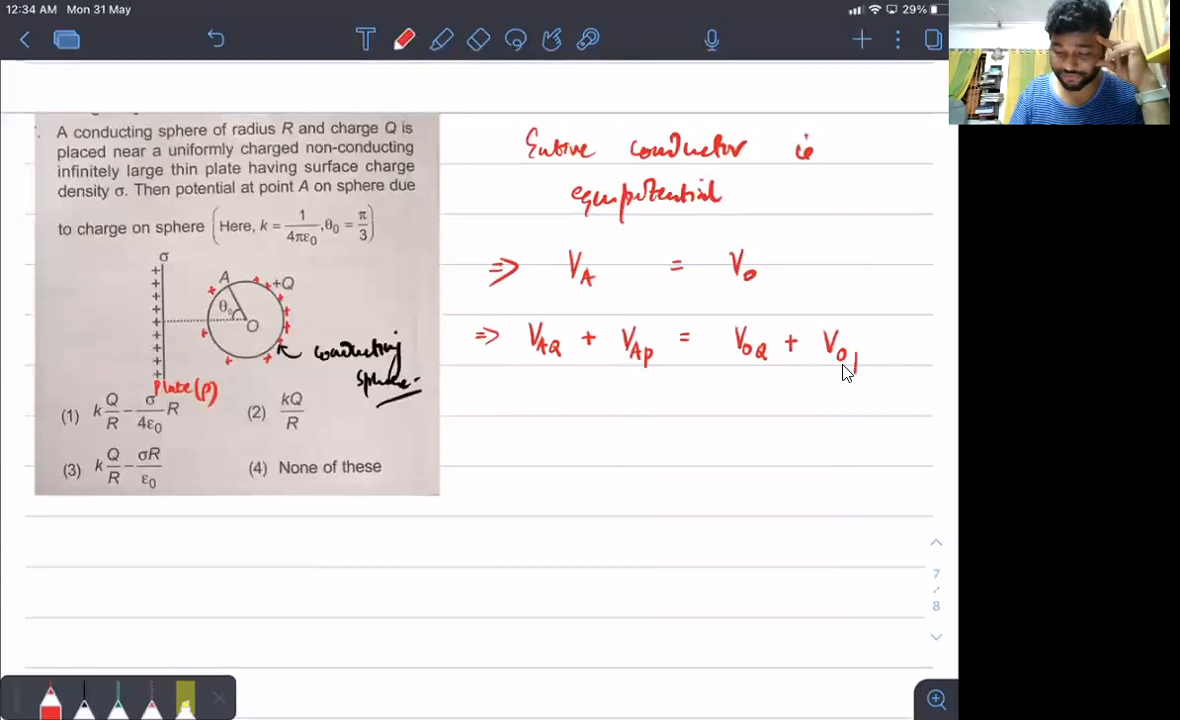 12:34 AM Mon 31 May
29%
T
A conducting sphere of radius R and charge Q is
placed near a uniformly charged non-conducting
infinitely large thin plate having surface charge
density σ. Then potential at point A on sphere due
to charge on sphere (Here, k = 1/4πε₀, θ₀ = π/3)
σ
A
+Q
θ₀
O
conducting
sphere
Plate(P)
(1) k Q/R − σ/4ε₀ R
(2) kQ/R
(3) k Q/R − σR/ε₀
(4) None of these
Entire conductor is
equipotential
⇒ V_A = V_O
⇒ V_AQ + V_AP = V_OQ + V_O
7
/
8